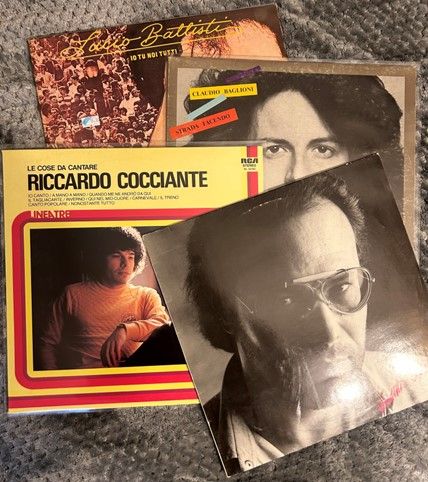 Lucio Battisti
IO TU NOI TUTTI
CLAUDIO BAGLIONI
STRADA FACENDO
LE COSE DA CANTARE
RICCARDO COCCIANTE
IO CANTO / A MANO A MANO / QUANDO ME NE ANDRÒ DA QUI
IL TAGLIACARTE / INVERNO / QUI NEL MIO CUORE / CARNEVALE / IL TRENO
CANTO POPOLARE / NONOSTANTE TUTTO
LINEATRE
RCA
STEREO